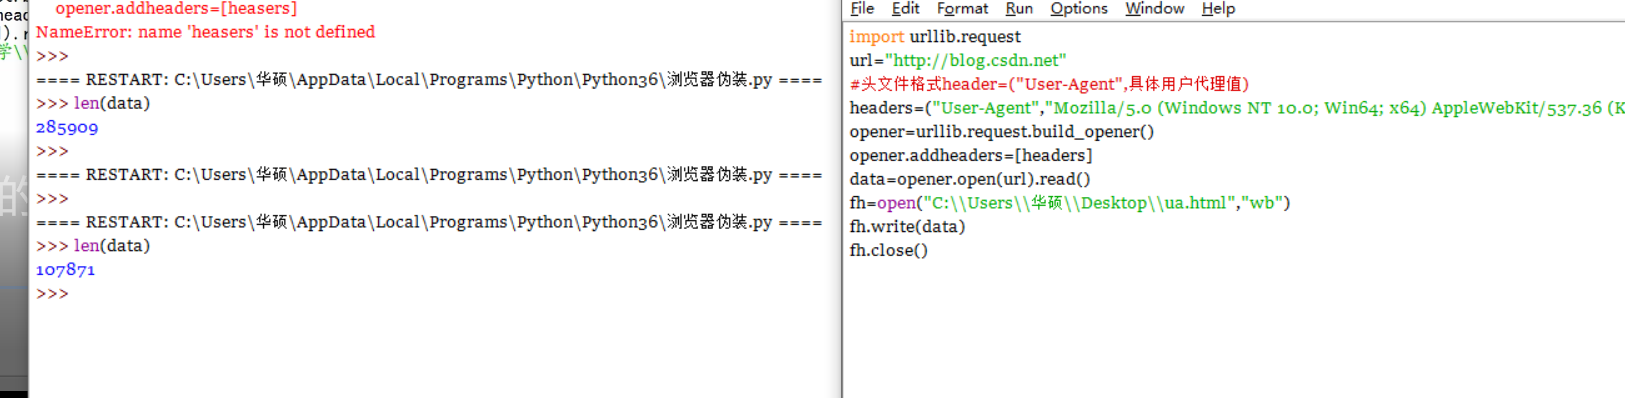 opener.addheaders=[heasers]
NameError: name 'heasers' is not defined
>>>
==== RESTART: C:\Users\华硕\AppData\Local\Programs\Python\Python36\浏览器伪装.py ====
>>> len(data)
285909
>>>
==== RESTART: C:\Users\华硕\AppData\Local\Programs\Python\Python36\浏览器伪装.py ====
>>>
==== RESTART: C:\Users\华硕\AppData\Local\Programs\Python\Python36\浏览器伪装.py ====
>>> len(data)
107871
>>>
File Edit Format Run Options Window Help
import urllib.request
url="http://blog.csdn.net"
#头文件格式header=("User-Agent",具体用户代理值)
headers=("User-Agent","Mozilla/5.0 (Windows NT 10.0; Win64; x64) AppleWebKit/537.36 (K
opener=urllib.request.build_opener()
opener.addheaders=[headers]
data=opener.open(url).read()
fh=open("C:\\Users\\华硕\\Desktop\\ua.html","wb")
fh.write(data)
fh.close()